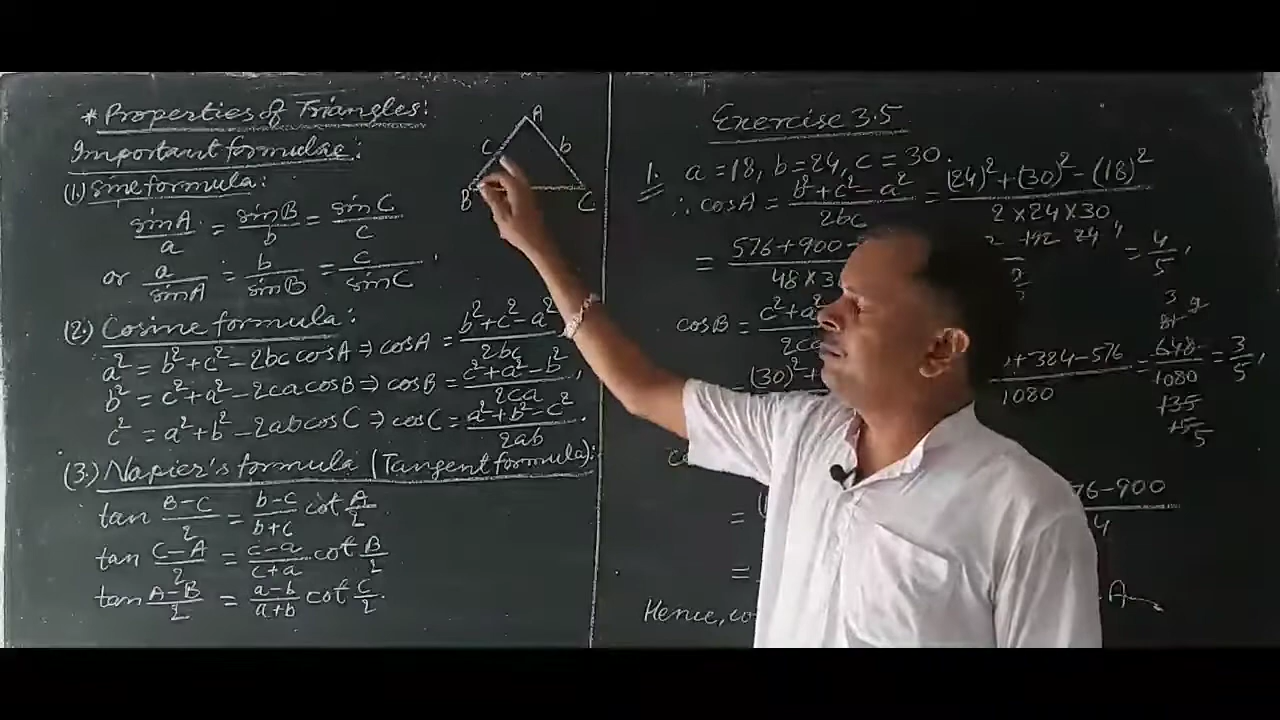 * Properties of Triangles:
Important formulae:
(1.) sine formula:
sinA/a = sinB/b = sinC/c
or a/sinA = b/sinB = c/sinC,
(2.) Cosine formula:
a² = b² + c² - 2bc cosA ⇒ cosA = b² + c² - a²/2bc
b² = c² + a² - 2ca cosB ⇒ cosB = c² + a² - b²/2ca,
c² = a² + b² - 2ab cosC ⇒ cosC = a² + b² - c²/2ab.
(3.) Napier's formula (Tangent formula):
tan B-C/2 = b-c/b+c cot A/2
tan C-A/2 = c-a/c+a cot B/2
tan A-B/2 = a-b/a+b cot C/2.
A
c
b
B
C
Exercise 3.5
1. a = 18, b = 24, c = 30.
∴ cosA = b² + c² - a²/2bc = (24)² + (30)² - (18)²/2×24×30
= 576 + 900 -/48×3
= 4/5,
cosB = c² + a²/2ca
= (30)² +
+ 384 - 576/1080 = 648/1080 = 3/5,
=
76 - 900/4
=
Hence, co